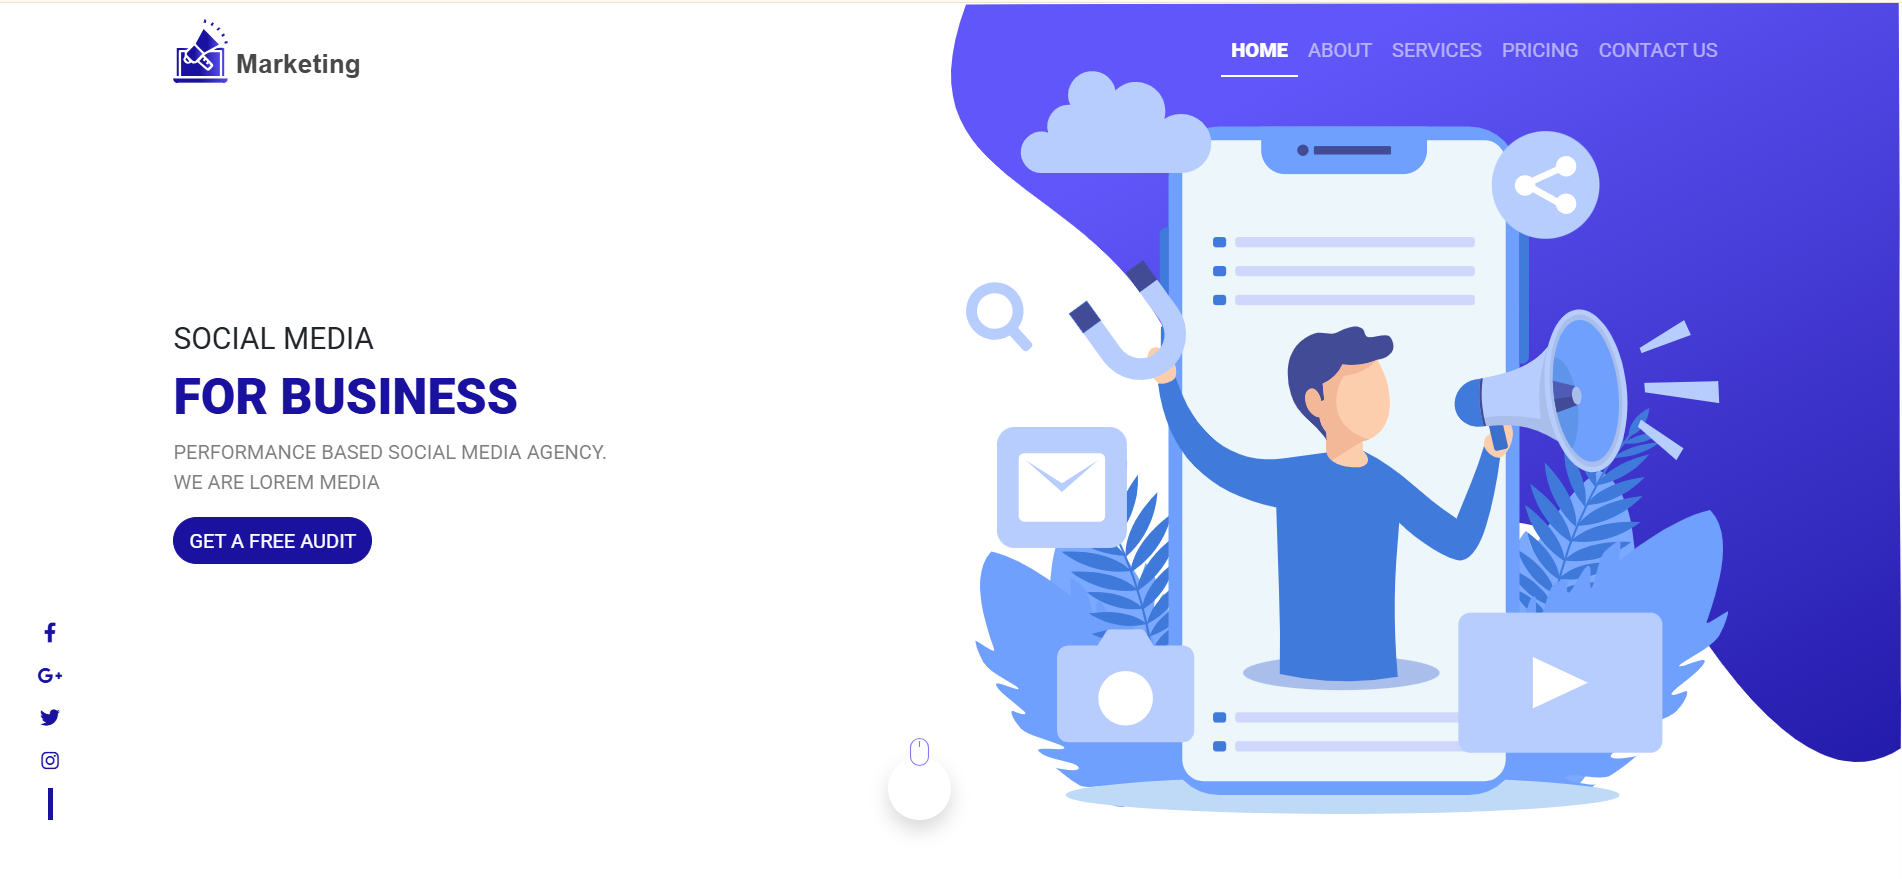 Marketing
HOME ABOUT SERVICES PRICING CONTACT US
SOCIAL MEDIA
FOR BUSINESS
PERFORMANCE BASED SOCIAL MEDIA AGENCY.
WE ARE LOREM MEDIA
GET A FREE AUDIT